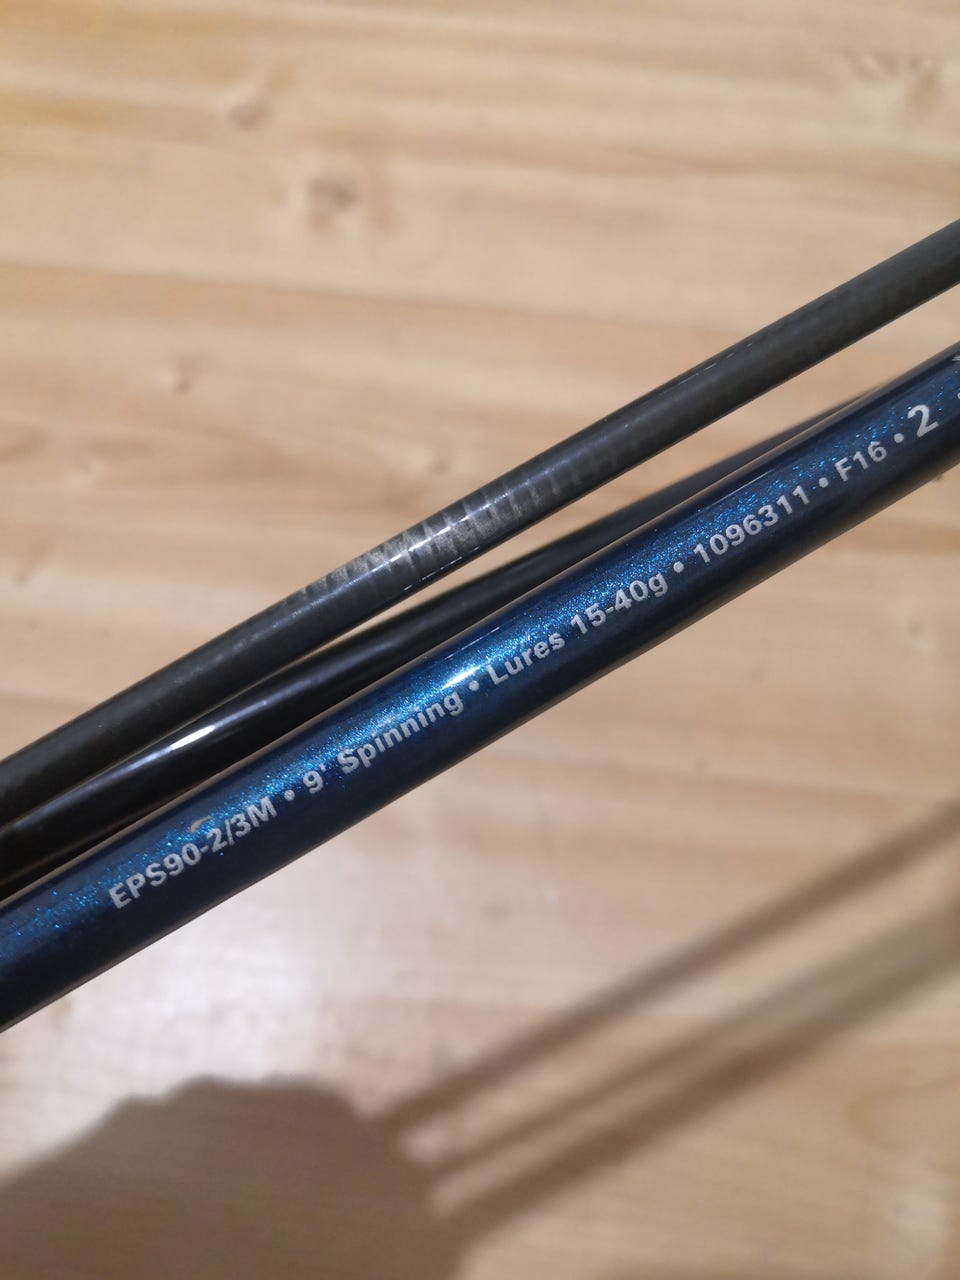 EPS90-2/3M • 9' Spinning • Lures 15-40g • 1096311 • F16 • 2